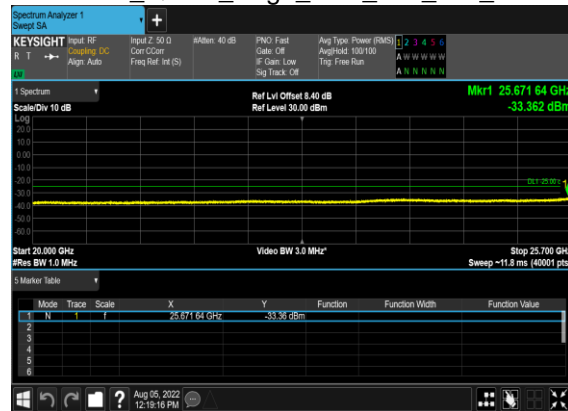 Spectrum Analyzer 1
Swept SA
+
KEYSIGHT
R T
LW
Input: RF
Coupling: DC
Align: Auto
Input Z: 50 Ω
Corr CCorr
Freq Ref: Int (S)
#Atten: 40 dB
PNO: Fast
Gate: Off
IF Gain: Low
Sig Track: Off
Avg Type: Power (RMS)
Avg|Hold: 100/100
Trig: Free Run
1 2 3 4 5 6
A W W W W W
A N N N N N
1 Spectrum
Scale/Div 10 dB
Log
Ref Lvl Offset 8.40 dB
Ref Level 30.00 dBm
Mkr1 25.671 64 GHz
-33.362 dBm
20.0
10.0
0.00
-10.0
-20.0
-30.0
-40.0
-50.0
-60.0
DL1 -25.00
1
Start 20.000 GHz
#Res BW 1.0 MHz
Video BW 3.0 MHz*
Stop 25.700 GHz
Sweep ~11.8 ms (40001 pts
5 Marker Table
Mode Trace Scale X Y Function Function Width Function Value
1 N 1 f 25.671 64 GHz -33.36 dBm
2
3
4
5
6
?
Aug 05, 2022
12:19:16 PM